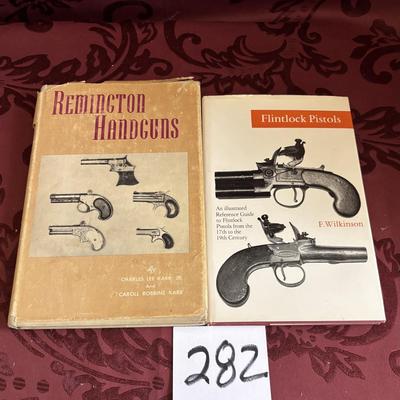 REMINGTON
HANDGUNS
By
CHARLES LEE KARR JR.
And
CAROLL ROBBINS KARR
Flintlock Pistols
An illustrated
Reference Guide
to Flintlock
Pistols from the
17th to the
19th Century
F. Wilkinson
282